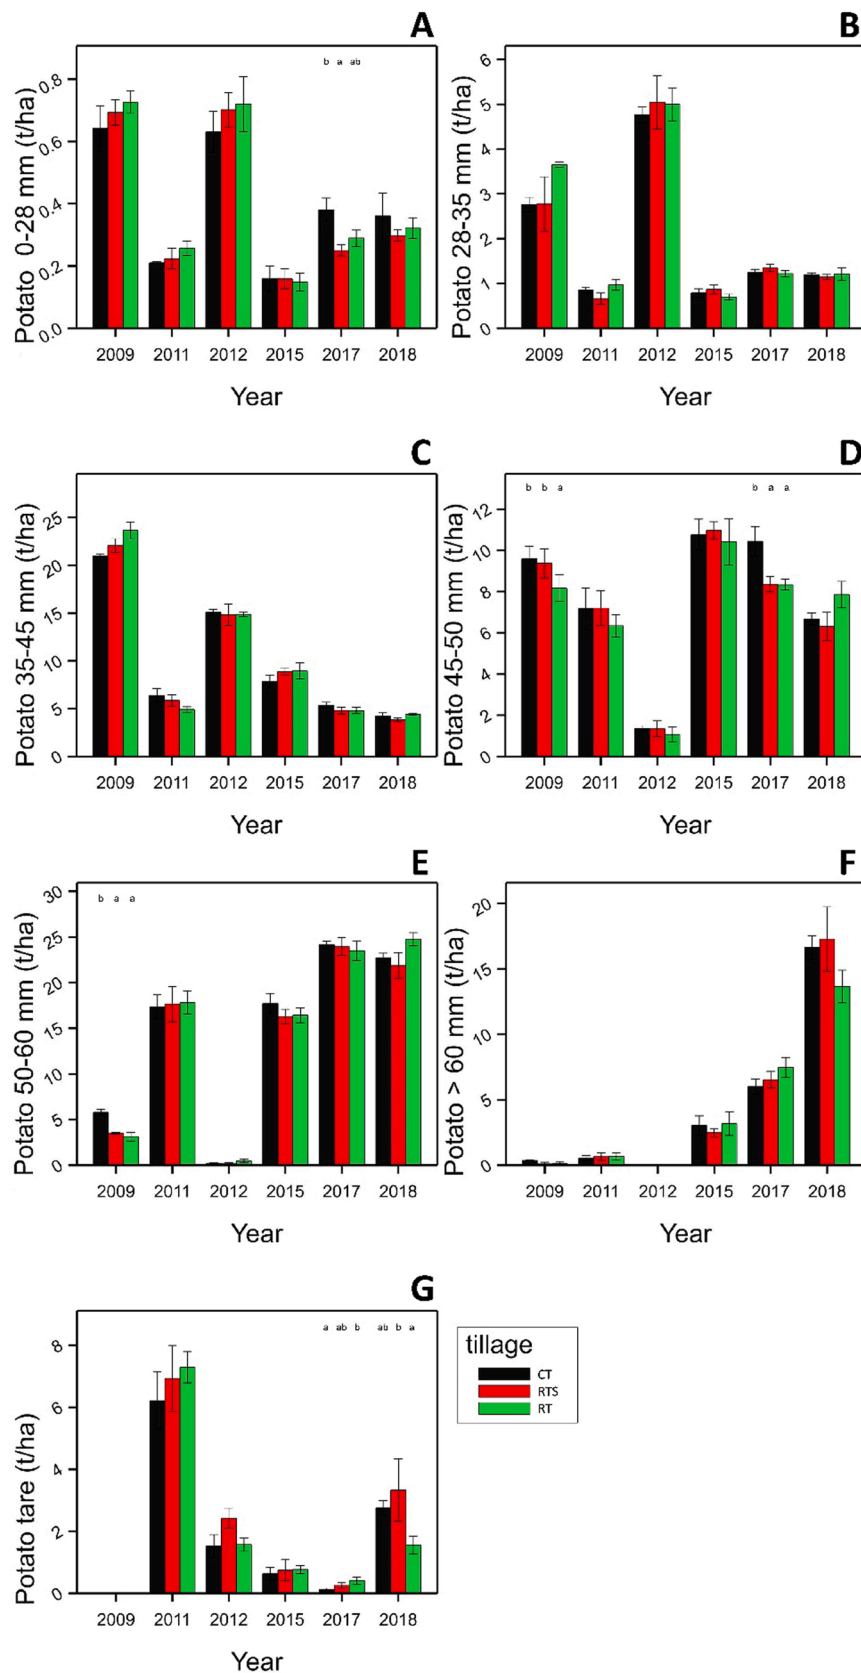 A
Potato 0-28 mm (t/ha)
0.8
0.6
0.4
0.2
0.0
b a ab
2009 2011 2012 2015 2017 2018
Year
B
Potato 28-35 mm (t/ha)
6
5
4
3
2
1
0
2009 2011 2012 2015 2017 2018
Year
C
Potato 35-45 mm (t/ha)
25
20
15
10
5
0
2009 2011 2012 2015 2017 2018
Year
D
Potato 45-50 mm (t/ha)
12
10
8
6
4
2
0
b b a b a a
2009 2011 2012 2015 2017 2018
Year
E
Potato 50-60 mm (t/ha)
30
25
20
15
10
5
0
b a a
2009 2011 2012 2015 2017 2018
Year
F
Potato > 60 mm (t/ha)
20
15
10
5
0
2009 2011 2012 2015 2017 2018
Year
G
Potato tare (t/ha)
8
6
4
2
0
a ab b ab b a
2009 2011 2012 2015 2017 2018
Year
tillage
CT
RTS
RT